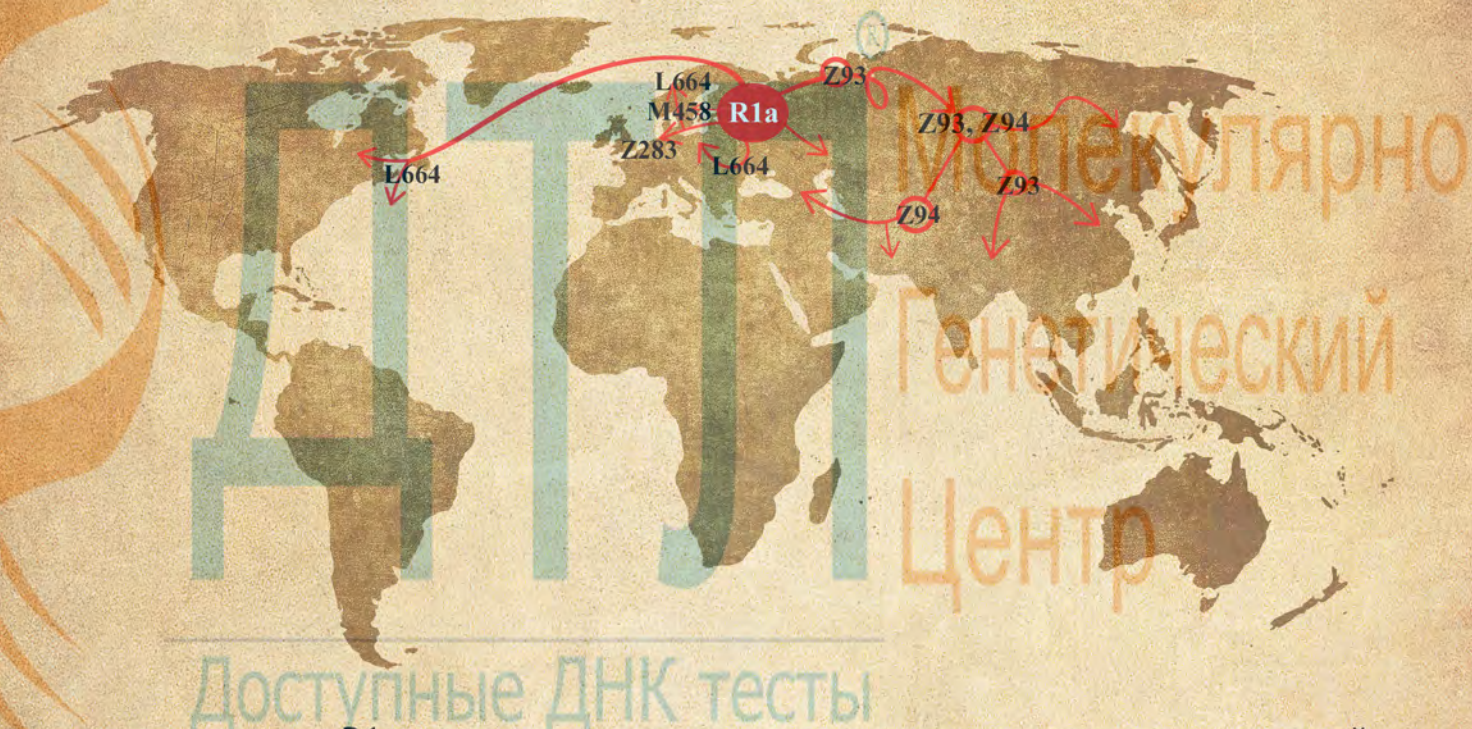 ®
L664
Z93
M458
R1a
Z93, Z94
Z283
L664
L664
Z93
Z94
ДТЛ
Молекулярно
Генетический
Центр
Доступные ДНК тесты